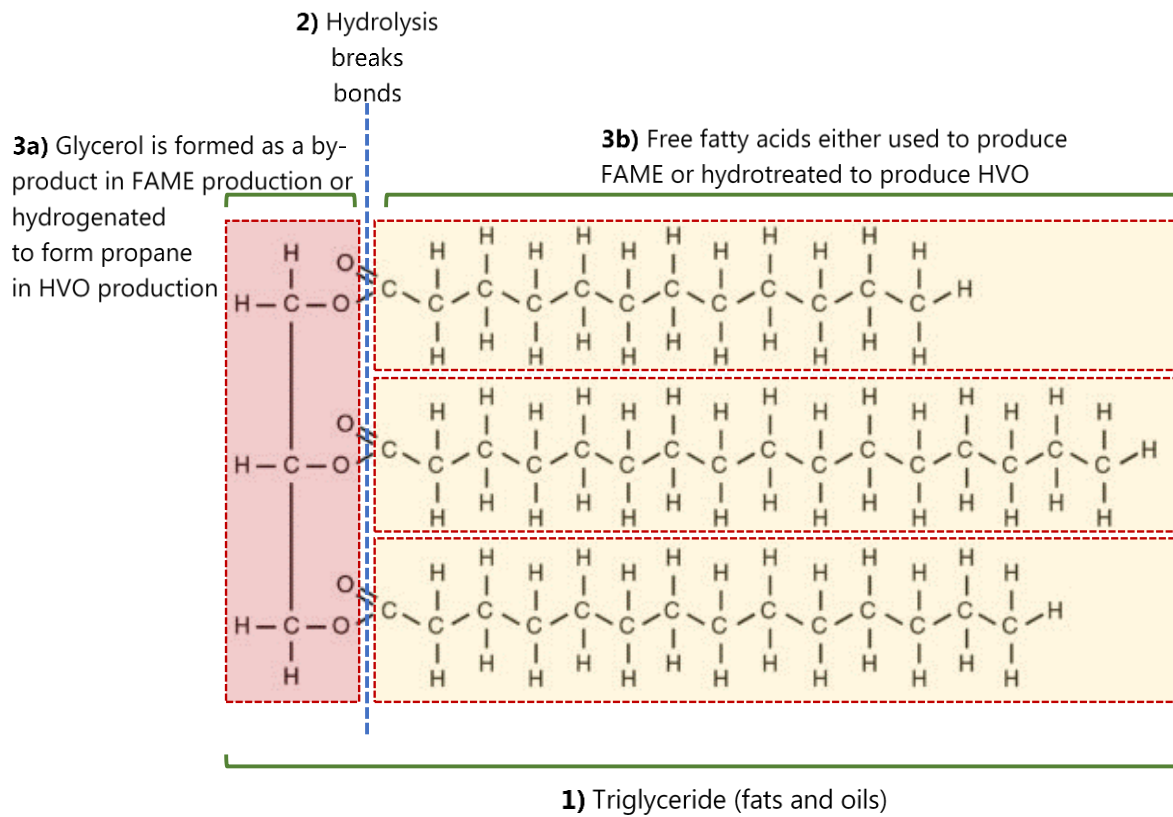 2) Hydrolysis
breaks
bonds
3a) Glycerol is formed as a by-
product in FAME production or
hydrogenated
to form propane
in HVO production
3b) Free fatty acids either used to produce
FAME or hydrotreated to produce HVO
H H H H H H H H H H H H
O
H C O C C C C C C C C C C C C H
H H H H H H H H H H H
H H H H H H H H H H H H H H H
O
H C O C C C C C C C C C C C C C C C C H
H H H H H H H H H H H H H H H
H H H H H H H H H H H H H
O
H C O C C C C C C C C C C C C C C H
H H H H H H H H H H H H H H
1) Triglyceride (fats and oils)